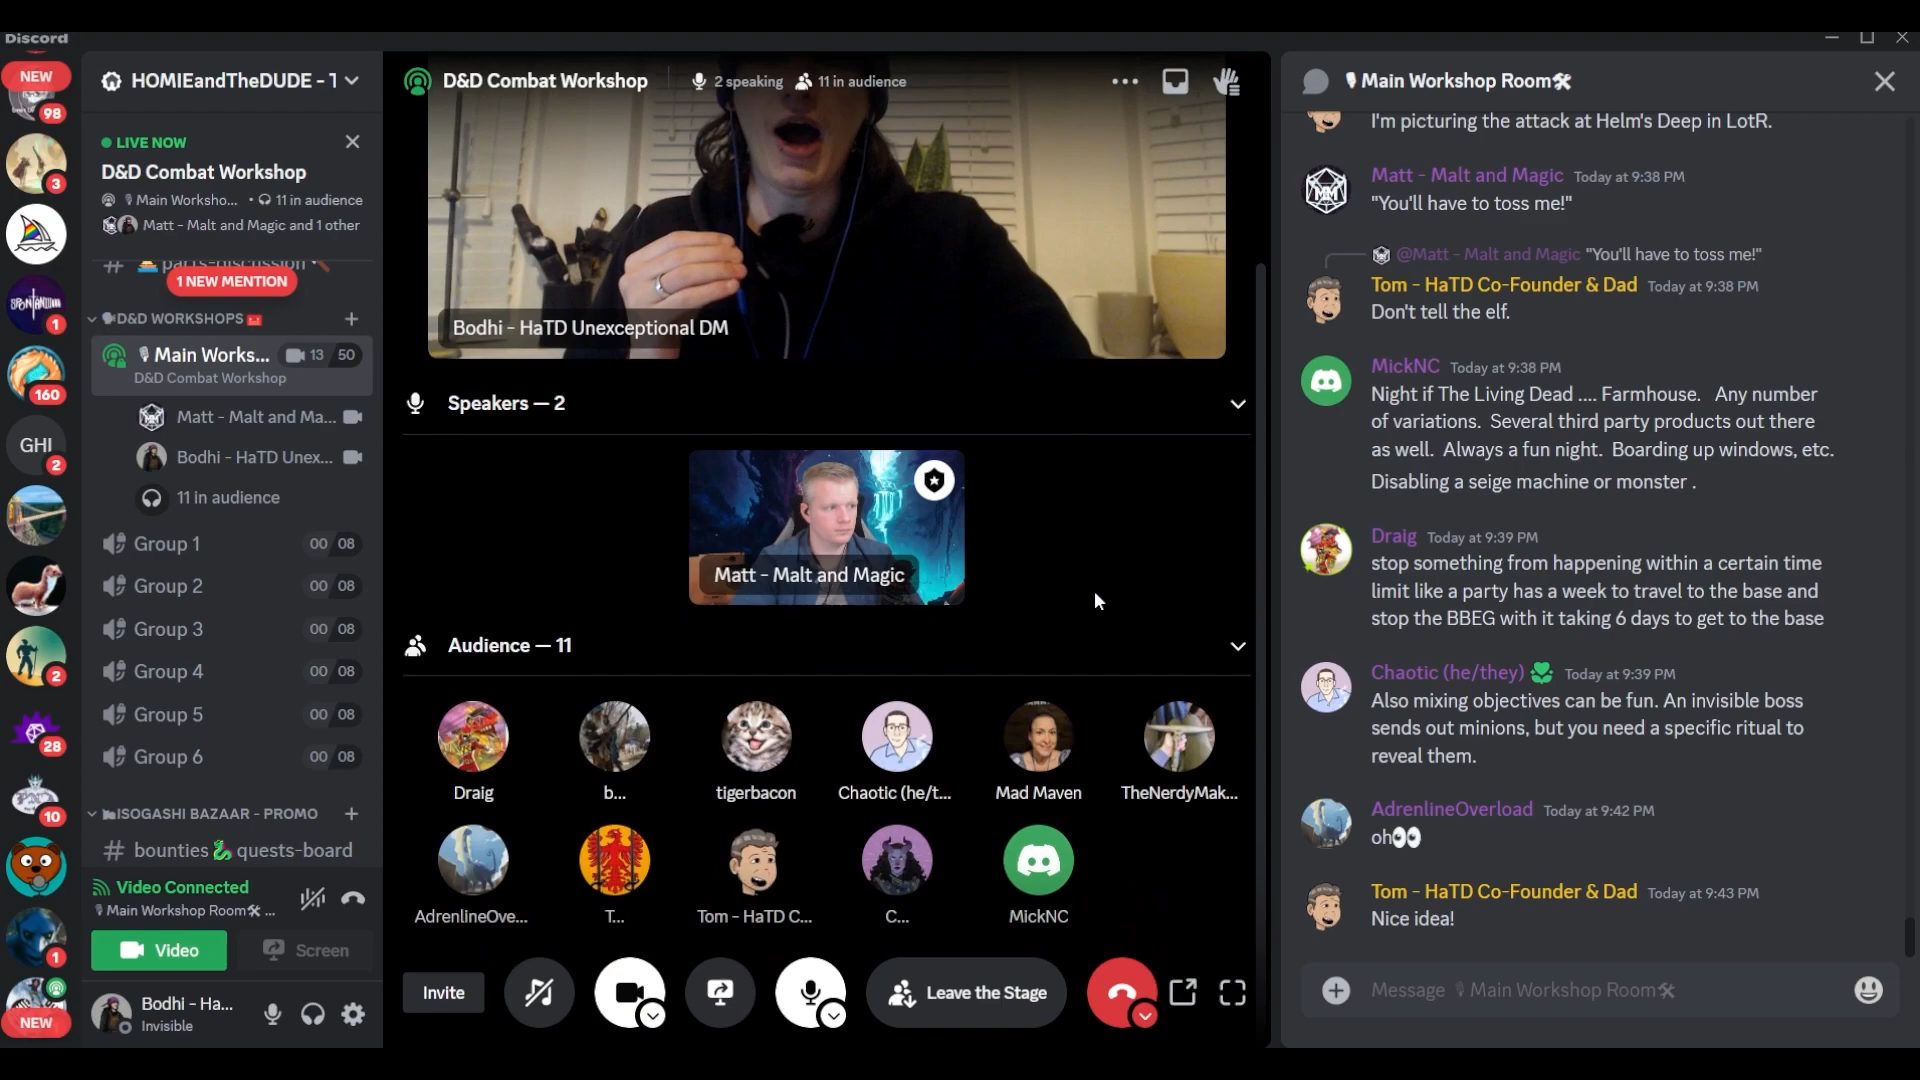 Discord
NEW
98
3
1
160
GHI
2
2
28
10
1
NEW
HOMIEandTheDUDE - T
LIVE NOW
D&D Combat Workshop
Main Worksho... • 11 in audience
Matt - Malt and Magic and 1 other
# parts-discussion
1 NEW MENTION
D&D WORKSHOPS
Main Works... 13 50
D&D Combat Workshop
Matt - Malt and Ma...
Bodhi - HaTD Unex...
11 in audience
Group 1 00 08
Group 2 00 08
Group 3 00 08
Group 4 00 08
Group 5 00 08
Group 6 00 08
ISOGASHI BAZAAR - PROMO
# bounties🐉quests-board
Video Connected
Main Workshop Room🛠 ...
Video
Screen
Bodhi - Ha...
Invisible
D&D Combat Workshop
2 speaking 11 in audience
Bodhi - HaTD Unexceptional DM
Speakers — 2
Matt - Malt and Magic
Audience — 11
Draig b... tigerbacon Chaotic (he/t... Mad Maven TheNerdyMak...
AdrenlineOve... T... Tom - HaTD C... C... MickNC
Invite
Leave the Stage
🎙Main Workshop Room🛠
I'm picturing the attack at Helm's Deep in LotR.
Matt - Malt and Magic Today at 9:38 PM
"You'll have to toss me!"
@Matt - Malt and Magic "You'll have to toss me!"
Tom - HaTD Co-Founder & Dad Today at 9:38 PM
Don't tell the elf.
MickNC Today at 9:38 PM
Night if The Living Dead .... Farmhouse. Any number
of variations. Several third party products out there
as well. Always a fun night. Boarding up windows, etc.
Disabling a seige machine or monster .
Draig Today at 9:39 PM
stop something from happening within a certain time
limit like a party has a week to travel to the base and
stop the BBEG with it taking 6 days to get to the base
Chaotic (he/they) Today at 9:39 PM
Also mixing objectives can be fun. An invisible boss
sends out minions, but you need a specific ritual to
reveal them.
AdrenlineOverload Today at 9:42 PM
oh👀
Tom - HaTD Co-Founder & Dad Today at 9:43 PM
Nice idea!
Message 🎙Main Workshop Room🛠